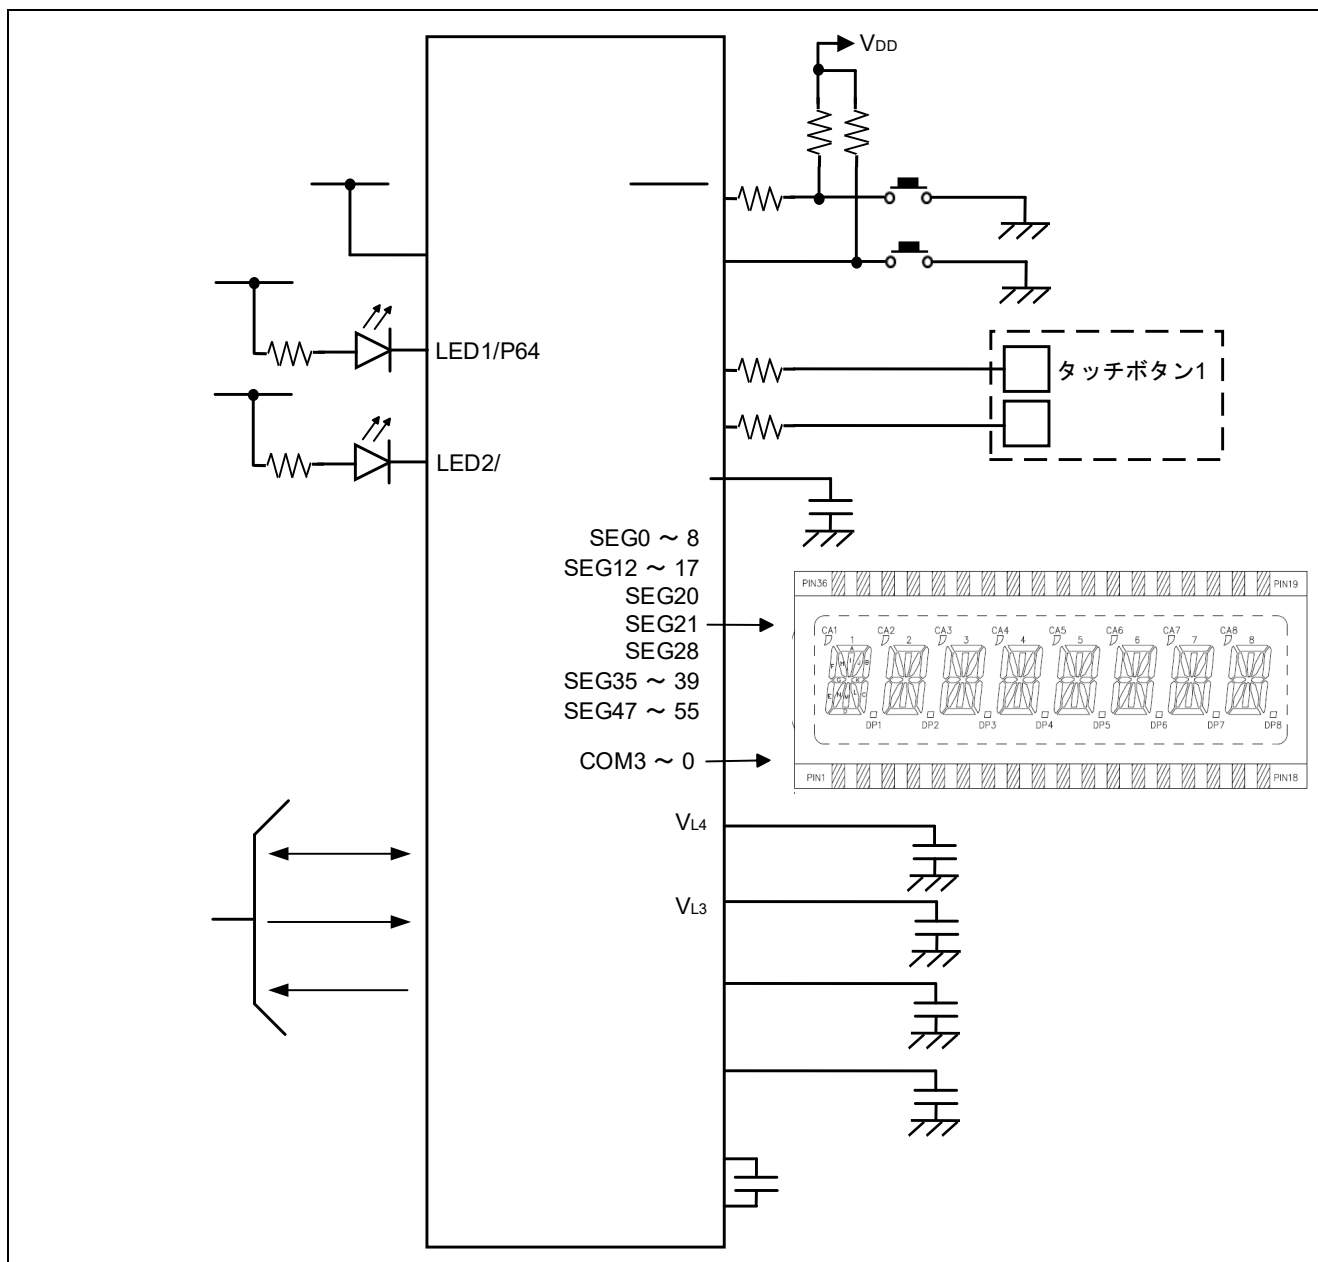 VDD
LED1/P64
タッチボタン1
LED2/
SEG0 ～ 8
SEG12 ～ 17
SEG20
SEG21
SEG28
SEG35 ～ 39
SEG47 ～ 55
COM3 ～ 0
PIN36 PIN19
CA1 CA2 CA3 CA4 CA5 CA6 CA7 CA8
1 2 3 4 5 6 7 8
DP1 DP2 DP3 DP4 DP5 DP6 DP7 DP8
PIN1 PIN18
VL4
VL3